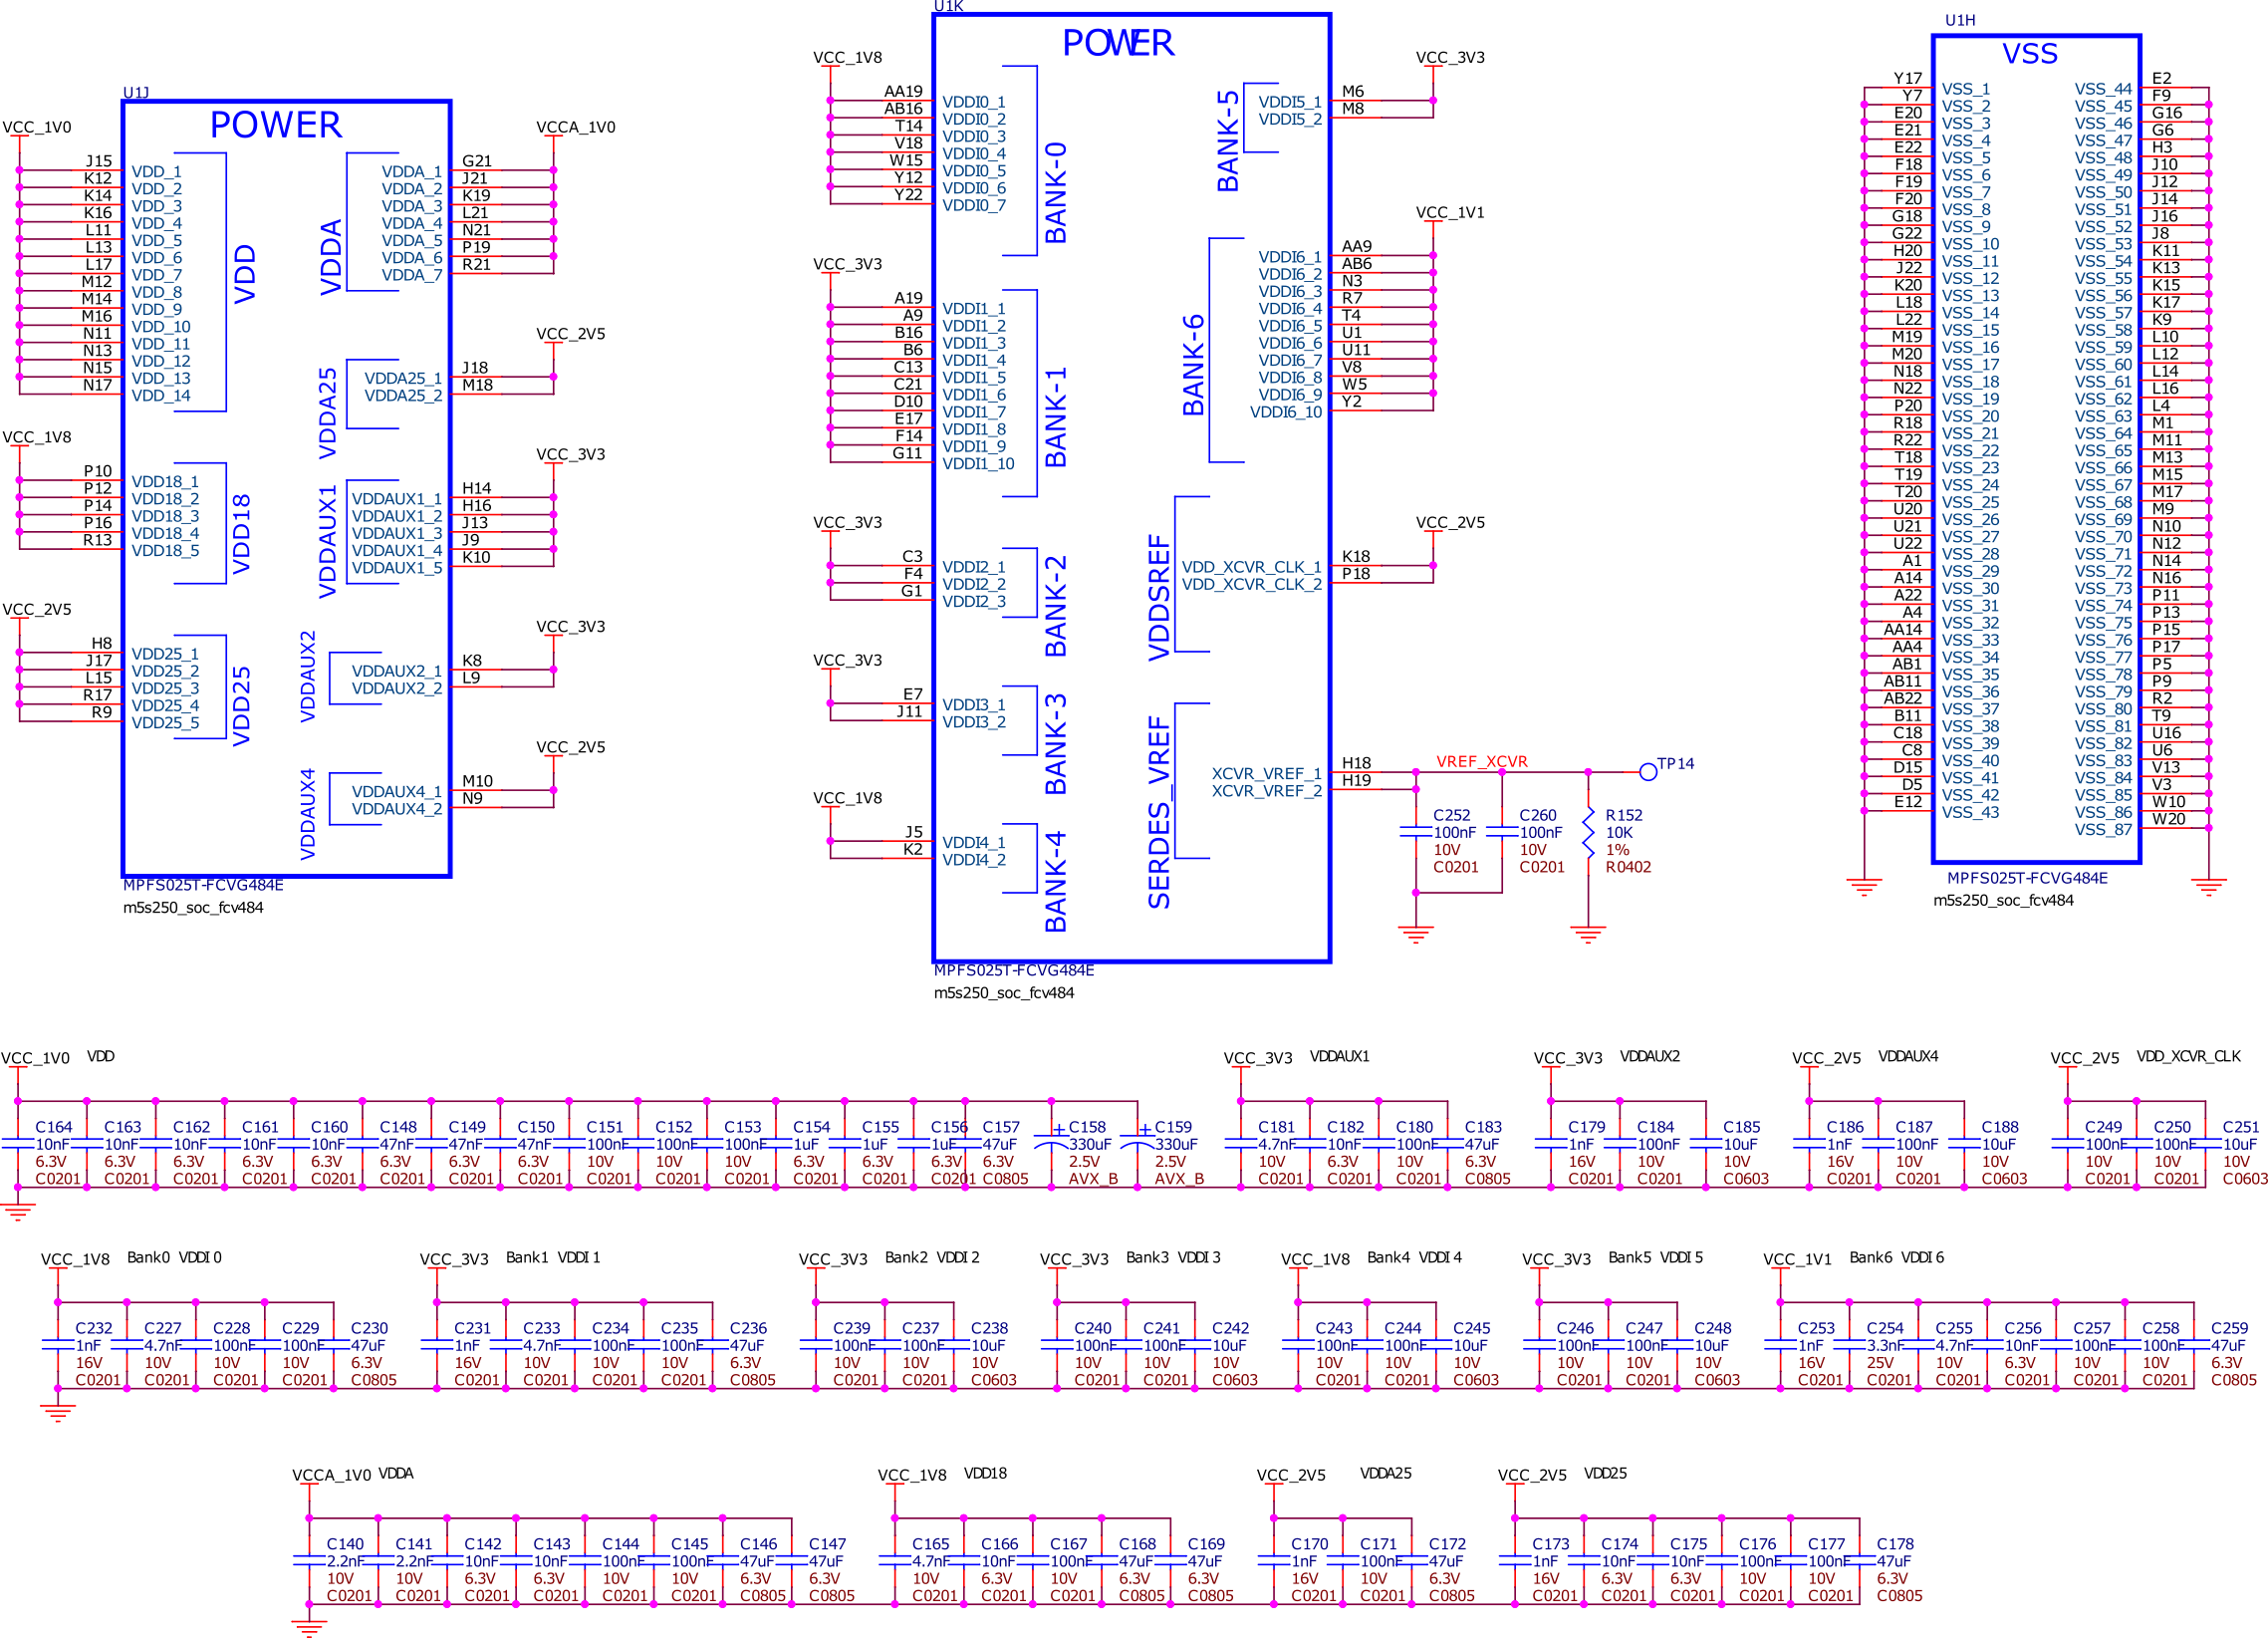 U1J
POWER
VCC_1V0
J15 VDD_1
K12 VDD_2
K14 VDD_3
K16 VDD_4
L11 VDD_5
L13 VDD_6
L17 VDD_7
M12 VDD_8
M14 VDD_9
M16 VDD_10
N11 VDD_11
N13 VDD_12
N15 VDD_13
N17 VDD_14
VDD
VCC_1V8
P10 VDD18_1
P12 VDD18_2
P14 VDD18_3
P16 VDD18_4
R13 VDD18_5
VDD18
VCC_2V5
H8 VDD25_1
J17 VDD25_2
L15 VDD25_3
R17 VDD25_4
R9 VDD25_5
VDD25
VCCA_1V0
VDDA
VDDA_1 G21
VDDA_2 J21
VDDA_3 K19
VDDA_4 L21
VDDA_5 N21
VDDA_6 P19
VDDA_7 R21
VCC_2V5
VDDA25
VDDA25_1 J18
VDDA25_2 M18
VCC_3V3
VDDAUX1
VDDAUX1_1 H14
VDDAUX1_2 H16
VDDAUX1_3 J13
VDDAUX1_4 J9
VDDAUX1_5 K10
VCC_3V3
VDDAUX2
VDDAUX2_1 K8
VDDAUX2_2 L9
VCC_2V5
VDDAUX4
VDDAUX4_1 M10
VDDAUX4_2 N9
MPFS025T-FCVG484E
m5s250_soc_fcv484
U1K
POWER
VCC_1V8
AA19 VDDI0_1
AB16 VDDI0_2
T14 VDDI0_3
V18 VDDI0_4
W15 VDDI0_5
Y12 VDDI0_6
Y22 VDDI0_7
BANK-0
VCC_3V3
A19 VDDI1_1
A9 VDDI1_2
B16 VDDI1_3
B6 VDDI1_4
C13 VDDI1_5
C21 VDDI1_6
D10 VDDI1_7
E17 VDDI1_8
F14 VDDI1_9
G11 VDDI1_10
BANK-1
VCC_3V3
C3 VDDI2_1
F4 VDDI2_2
G1 VDDI2_3
BANK-2
VCC_3V3
E7 VDDI3_1
J11 VDDI3_2
BANK-3
VCC_1V8
J5 VDDI4_1
K2 VDDI4_2
BANK-4
VCC_3V3
BANK-5
VDDI5_1 M6
VDDI5_2 M8
VCC_1V1
BANK-6
VDDI6_1 AA9
VDDI6_2 AB6
VDDI6_3 N3
VDDI6_4 R7
VDDI6_5 T4
VDDI6_6 U1
VDDI6_7 U11
VDDI6_8 V8
VDDI6_9 W5
VDDI6_10 Y2
VCC_2V5
VDDSREF
VDD_XCVR_CLK_1 K18
VDD_XCVR_CLK_2 P18
SERDES_VREF
XCVR_VREF_1 H18
XCVR_VREF_2 H19
VREF_XCVR
TP14
C252 C260 R152
100nF 100nF 10K
10V 10V 1%
C0201 C0201 R0402
MPFS025T-FCVG484E
m5s250_soc_fcv484
U1H
VSS
Y17 VSS_1
Y7 VSS_2
E20 VSS_3
E21 VSS_4
E22 VSS_5
F18 VSS_6
F19 VSS_7
F20 VSS_8
G18 VSS_9
G22 VSS_10
H20 VSS_11
J22 VSS_12
K20 VSS_13
L18 VSS_14
L22 VSS_15
M19 VSS_16
M20 VSS_17
N18 VSS_18
N22 VSS_19
P20 VSS_20
R18 VSS_21
R22 VSS_22
T18 VSS_23
T19 VSS_24
T20 VSS_25
U20 VSS_26
U21 VSS_27
U22 VSS_28
A1 VSS_29
A14 VSS_30
A22 VSS_31
A4 VSS_32
AA14 VSS_33
AA4 VSS_34
AB1 VSS_35
AB11 VSS_36
AB22 VSS_37
B11 VSS_38
C18 VSS_39
C8 VSS_40
D15 VSS_41
D5 VSS_42
E12 VSS_43
VSS_44 E2
VSS_45 F9
VSS_46 G16
VSS_47 G6
VSS_48 H3
VSS_49 J10
VSS_50 J12
VSS_51 J14
VSS_52 J16
VSS_53 J8
VSS_54 K11
VSS_55 K13
VSS_56 K15
VSS_57 K17
VSS_58 K9
VSS_59 L10
VSS_60 L12
VSS_61 L14
VSS_62 L16
VSS_63 L4
VSS_64 M1
VSS_65 M11
VSS_66 M13
VSS_67 M15
VSS_68 M17
VSS_69 M9
VSS_70 N10
VSS_71 N12
VSS_72 N14
VSS_73 N16
VSS_74 P11
VSS_75 P13
VSS_76 P15
VSS_77 P17
VSS_78 P5
VSS_79 P9
VSS_80 R2
VSS_81 T9
VSS_82 U16
VSS_83 U6
VSS_84 V13
VSS_85 V3
VSS_86 W10
VSS_87 W20
MPFS025T-FCVG484E
m5s250_soc_fcv484
VCC_1V0 VDD VCC_3V3 VDDAUX1 VCC_3V3 VDDAUX2 VCC_2V5 VDDAUX4 VCC_2V5 VDD_XCVR_CLK
C164 C163 C162 C161 C160 C148 C149 C150 C151 C152 C153 C154 C155 C156 C157 C158 C159 C181 C182 C180 C183 C179 C184 C185 C186 C187 C188 C249 C250 C251
10nF 10nF 10nF 10nF 10nF 47nF 47nF 47nF 100nF 100nF 100nF 1uF 1uF 1uF 47uF 330uF 330uF 4.7nF 10nF 100nF 47uF 1nF 100nF 10uF 1nF 100nF 10uF 100nF 100nF 10uF
6.3V 6.3V 6.3V 6.3V 6.3V 6.3V 6.3V 6.3V 10V 10V 10V 6.3V 6.3V 6.3V 6.3V 2.5V 2.5V 10V 6.3V 10V 6.3V 16V 10V 10V 16V 10V 10V 10V 10V 10V
C0201 C0201 C0201 C0201 C0201 C0201 C0201 C0201 C0201 C0201 C0201 C0201 C0201 C0201 C0805 AVX_B AVX_B C0201 C0201 C0201 C0805 C0201 C0201 C0603 C0201 C0201 C0603 C0201 C0201 C0603
VCC_1V8 Bank0 VDDI0 VCC_3V3 Bank1 VDDI1 VCC_3V3 Bank2 VDDI2 VCC_3V3 Bank3 VDDI3 VCC_1V8 Bank4 VDDI4 VCC_3V3 Bank5 VDDI5 VCC_1V1 Bank6 VDDI6
C232 C227 C228 C229 C230 C231 C233 C234 C235 C236 C239 C237 C238 C240 C241 C242 C243 C244 C245 C246 C247 C248 C253 C254 C255 C256 C257 C258 C259
1nF 4.7nF 100nF 100nF 47uF 1nF 4.7nF 100nF 100nF 47uF 100nF 100nF 10uF 100nF 100nF 10uF 100nF 100nF 10uF 100nF 100nF 10uF 1nF 3.3nF 4.7nF 10nF 100nF 100nF 47uF
16V 10V 10V 10V 6.3V 16V 10V 10V 10V 6.3V 10V 10V 10V 10V 10V 10V 10V 10V 10V 10V 10V 10V 16V 25V 10V 6.3V 10V 10V 6.3V
C0201 C0201 C0201 C0201 C0805 C0201 C0201 C0201 C0201 C0805 C0201 C0201 C0603 C0201 C0201 C0603 C0201 C0201 C0603 C0201 C0201 C0603 C0201 C0201 C0201 C0201 C0201 C0201 C0805
VCCA_1V0 VDDA VCC_1V8 VDD18 VCC_2V5 VDDA25 VCC_2V5 VDD25
C140 C141 C142 C143 C144 C145 C146 C147 C165 C166 C167 C168 C169 C170 C171 C172 C173 C174 C175 C176 C177 C178
2.2nF 2.2nF 10nF 10nF 100nF 100nF 47uF 47uF 4.7nF 10nF 100nF 47uF 47uF 1nF 100nF 47uF 1nF 10nF 10nF 100nF 100nF 47uF
10V 10V 6.3V 6.3V 10V 10V 6.3V 6.3V 10V 6.3V 10V 6.3V 6.3V 16V 10V 6.3V 16V 6.3V 6.3V 10V 10V 6.3V
C0201 C0201 C0201 C0201 C0201 C0201 C0805 C0805 C0201 C0201 C0201 C0805 C0805 C0201 C0201 C0805 C0201 C0201 C0201 C0201 C0201 C0805